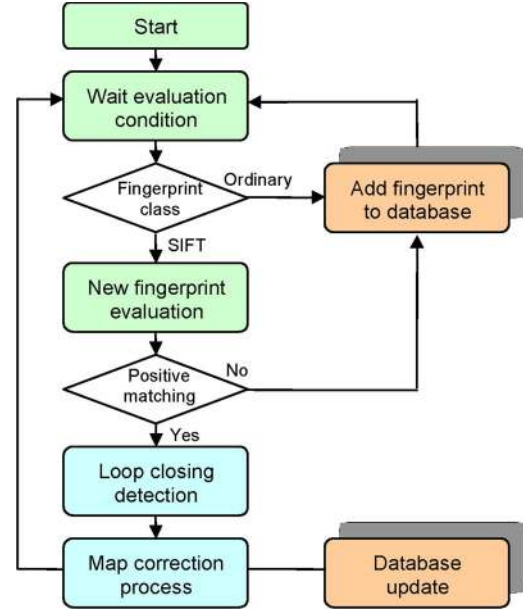 Start
Wait evaluation
condition
Fingerprint
class
Ordinary
Add fingerprint
to database
SIFT
New fingerprint
evaluation
Positive
matching
No
Yes
Loop closing
detection
Map correction
process
Database
update